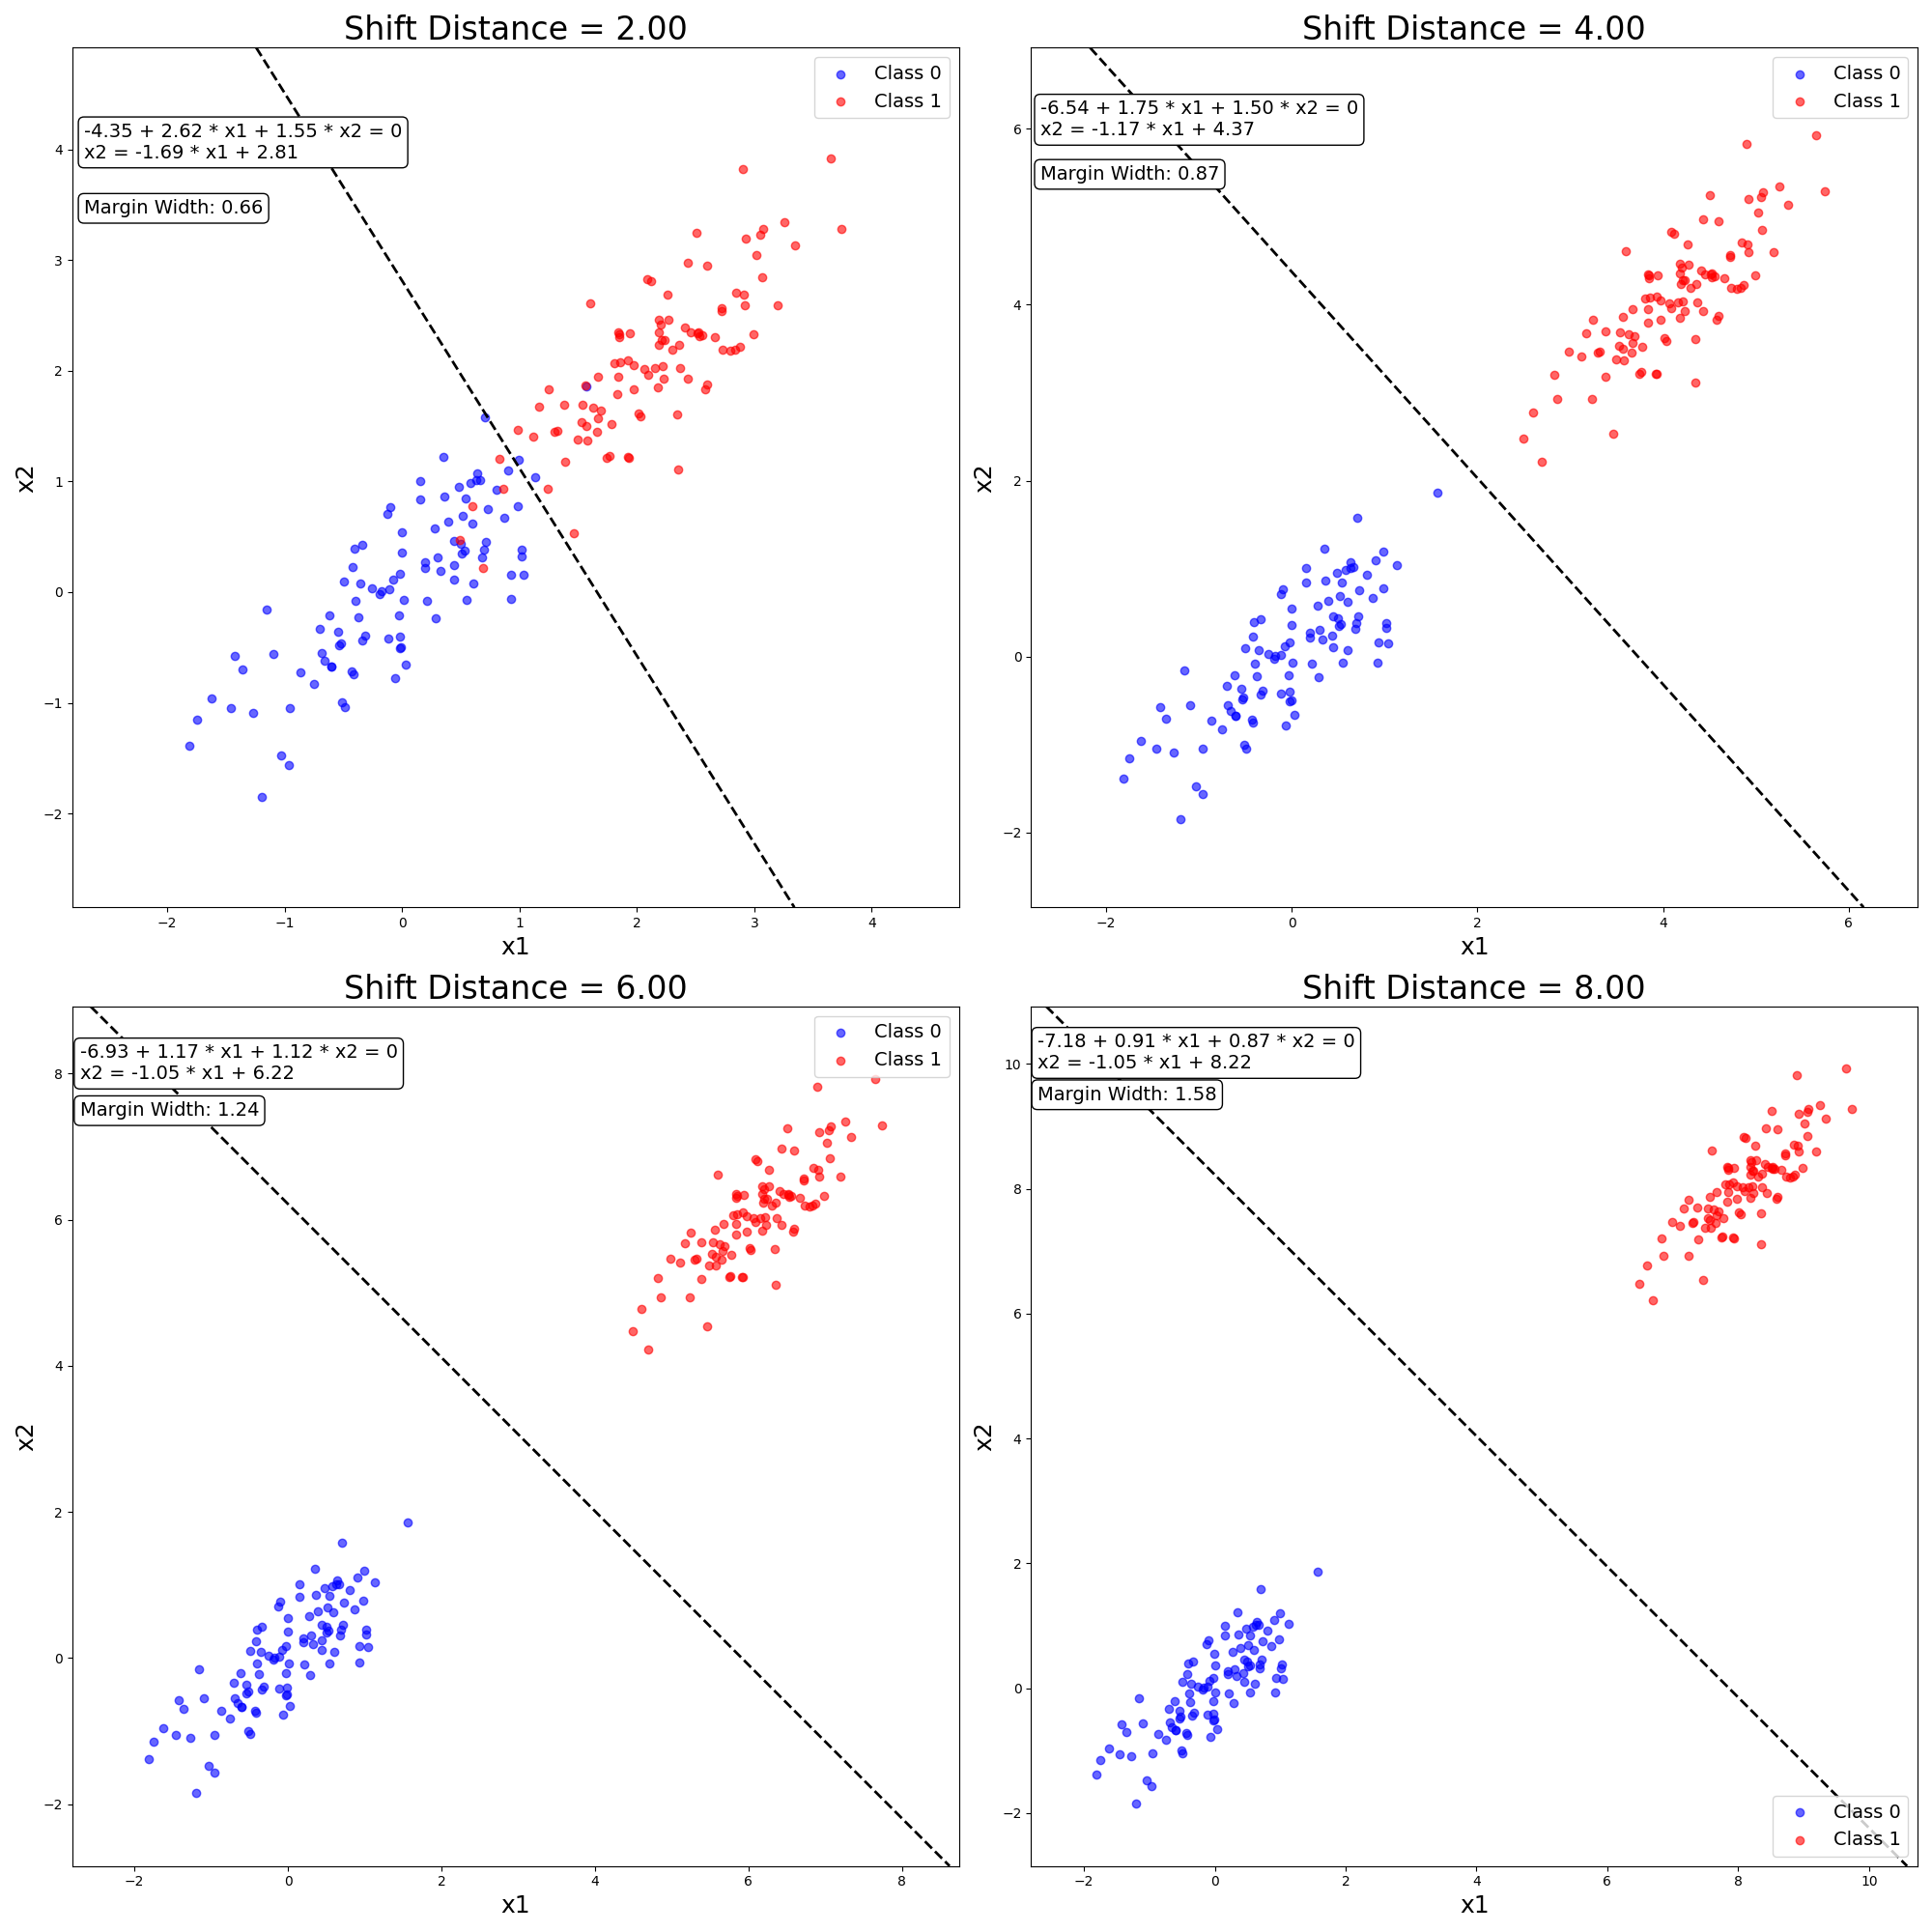 Shift Distance = 2.00
Class 0
Class 1
-4.35 + 2.62 * x1 + 1.55 * x2 = 0
x2 = -1.69 * x1 + 2.81
Margin Width: 0.66
4
3
2
1
0
−1
−2
x2
−2 −1 0 1 2 3 4
x1
Shift Distance = 4.00
Class 0
Class 1
-6.54 + 1.75 * x1 + 1.50 * x2 = 0
x2 = -1.17 * x1 + 4.37
Margin Width: 0.87
6
4
2
0
−2
x2
−2 0 2 4 6
x1
Shift Distance = 6.00
Class 0
Class 1
-6.93 + 1.17 * x1 + 1.12 * x2 = 0
x2 = -1.05 * x1 + 6.22
Margin Width: 1.24
8
6
4
2
0
−2
x2
−2 0 2 4 6 8
x1
Shift Distance = 8.00
-7.18 + 0.91 * x1 + 0.87 * x2 = 0
x2 = -1.05 * x1 + 8.22
Margin Width: 1.58
10
8
6
4
2
0
−2
x2
Class 0
Class 1
−2 0 2 4 6 8 10
x1